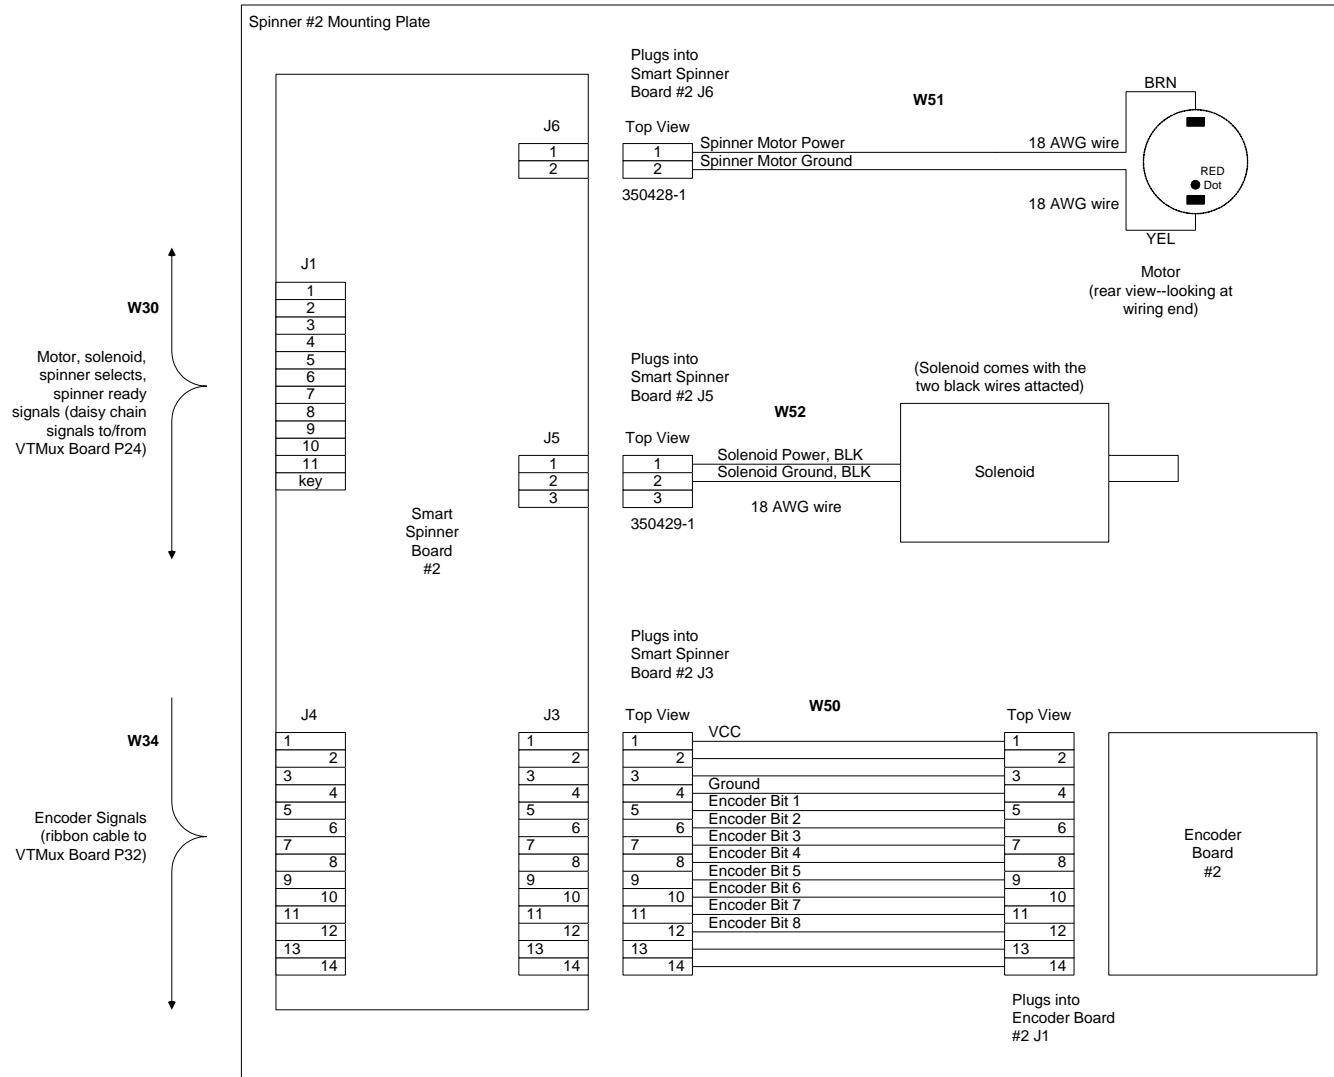 Spinner #2 Mounting Plate
Plugs into
Smart Spinner
Board #2 J6
W51
BRN
J6
Top View
1
2
1
2
Spinner Motor Power
Spinner Motor Ground
18 AWG wire
350428-1
18 AWG wire
RED
Dot
YEL
Motor
(rear view--looking at
wiring end)
W30
Motor, solenoid,
spinner selects,
spinner ready
signals (daisy chain
signals to/from
VTMux Board P24)
J1
1
2
3
4
5
6
7
8
9
10
11
key
Smart
Spinner
Board
#2
Plugs into
Smart Spinner
Board #2 J5
W52
(Solenoid comes with the
two black wires attacted)
J5
Top View
1
2
3
1
2
3
Solenoid Power, BLK
Solenoid Ground, BLK
18 AWG wire
350429-1
Solenoid
Plugs into
Smart Spinner
Board #2 J3
W50
W34
Encoder Signals
(ribbon cable to
VTMux Board P32)
J4
1
2
3
4
5
6
7
8
9
10
11
12
13
14
J3
1
2
3
4
5
6
7
8
9
10
11
12
13
14
Top View
1
2
3
4
5
6
7
8
9
10
11
12
13
14
VCC
Ground
Encoder Bit 1
Encoder Bit 2
Encoder Bit 3
Encoder Bit 4
Encoder Bit 5
Encoder Bit 6
Encoder Bit 7
Encoder Bit 8
Top View
1
2
3
4
5
6
7
8
9
10
11
12
13
14
Plugs into
Encoder Board
#2 J1
Encoder
Board
#2